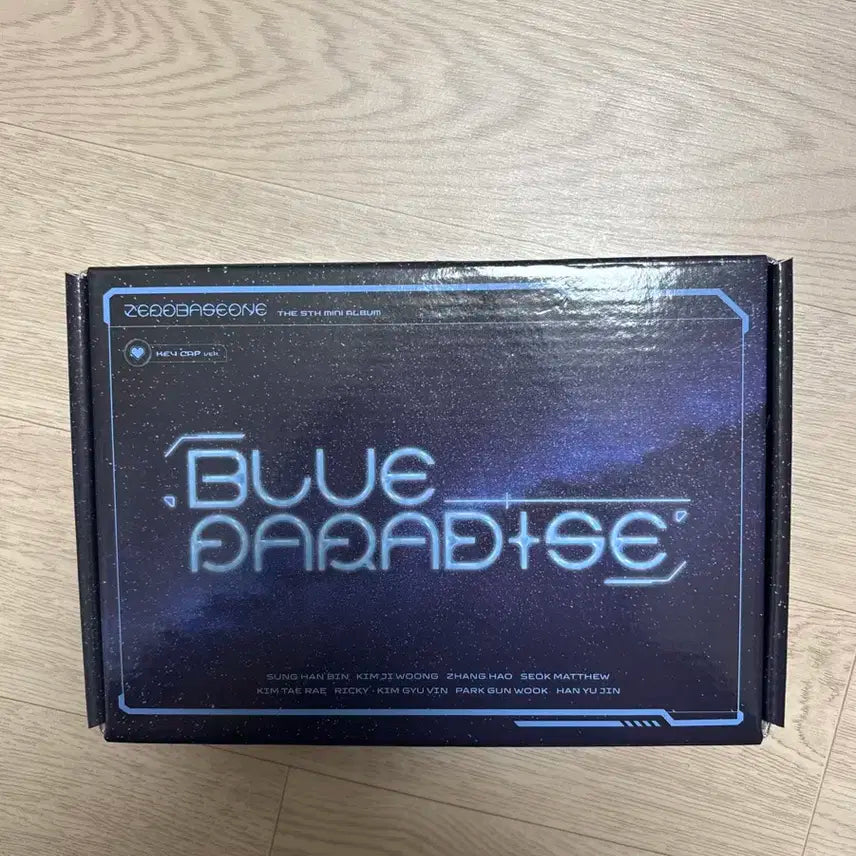 ZEROBASEONE THE 5TH MINI ALBUM
KEY CAP VER.
BLUE
PARADISE
SUNG HAN BIN KIM JI WOONG ZHANG HAO SEOK MATTHEW
KIM TAE RAE RICKY KIM GYU VIN PARK GUN WOOK HAN YU JIN